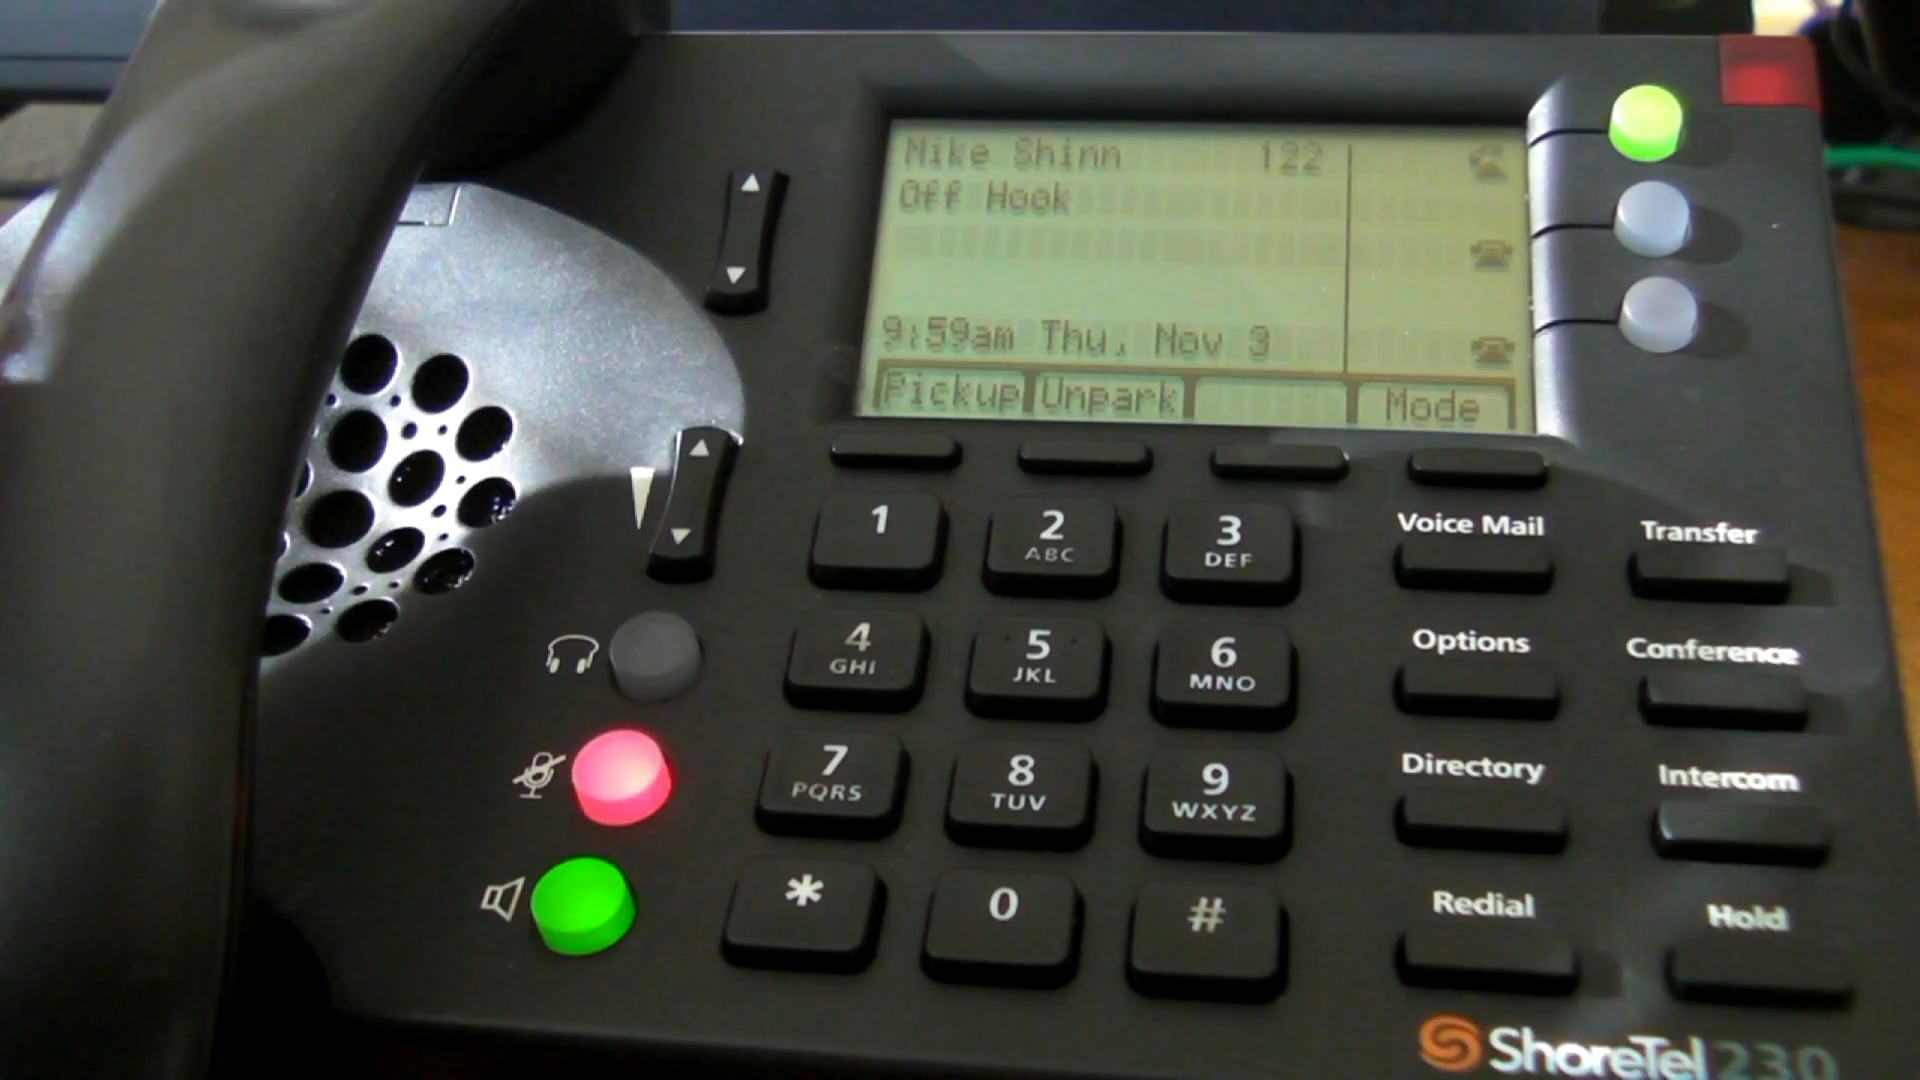 Mike Shinn 122
Off Hook
9:59am Thu, Nov 3
Pickup Unpark Mode
1
2 ABC
3 DEF
Voice Mail
Transfer
4 GHI
5 JKL
6 MNO
Options
Conference
7 PQRS
8 TUV
9 WXYZ
Directory
Intercom
*
0
#
Redial
Hold
ShoreTel 230